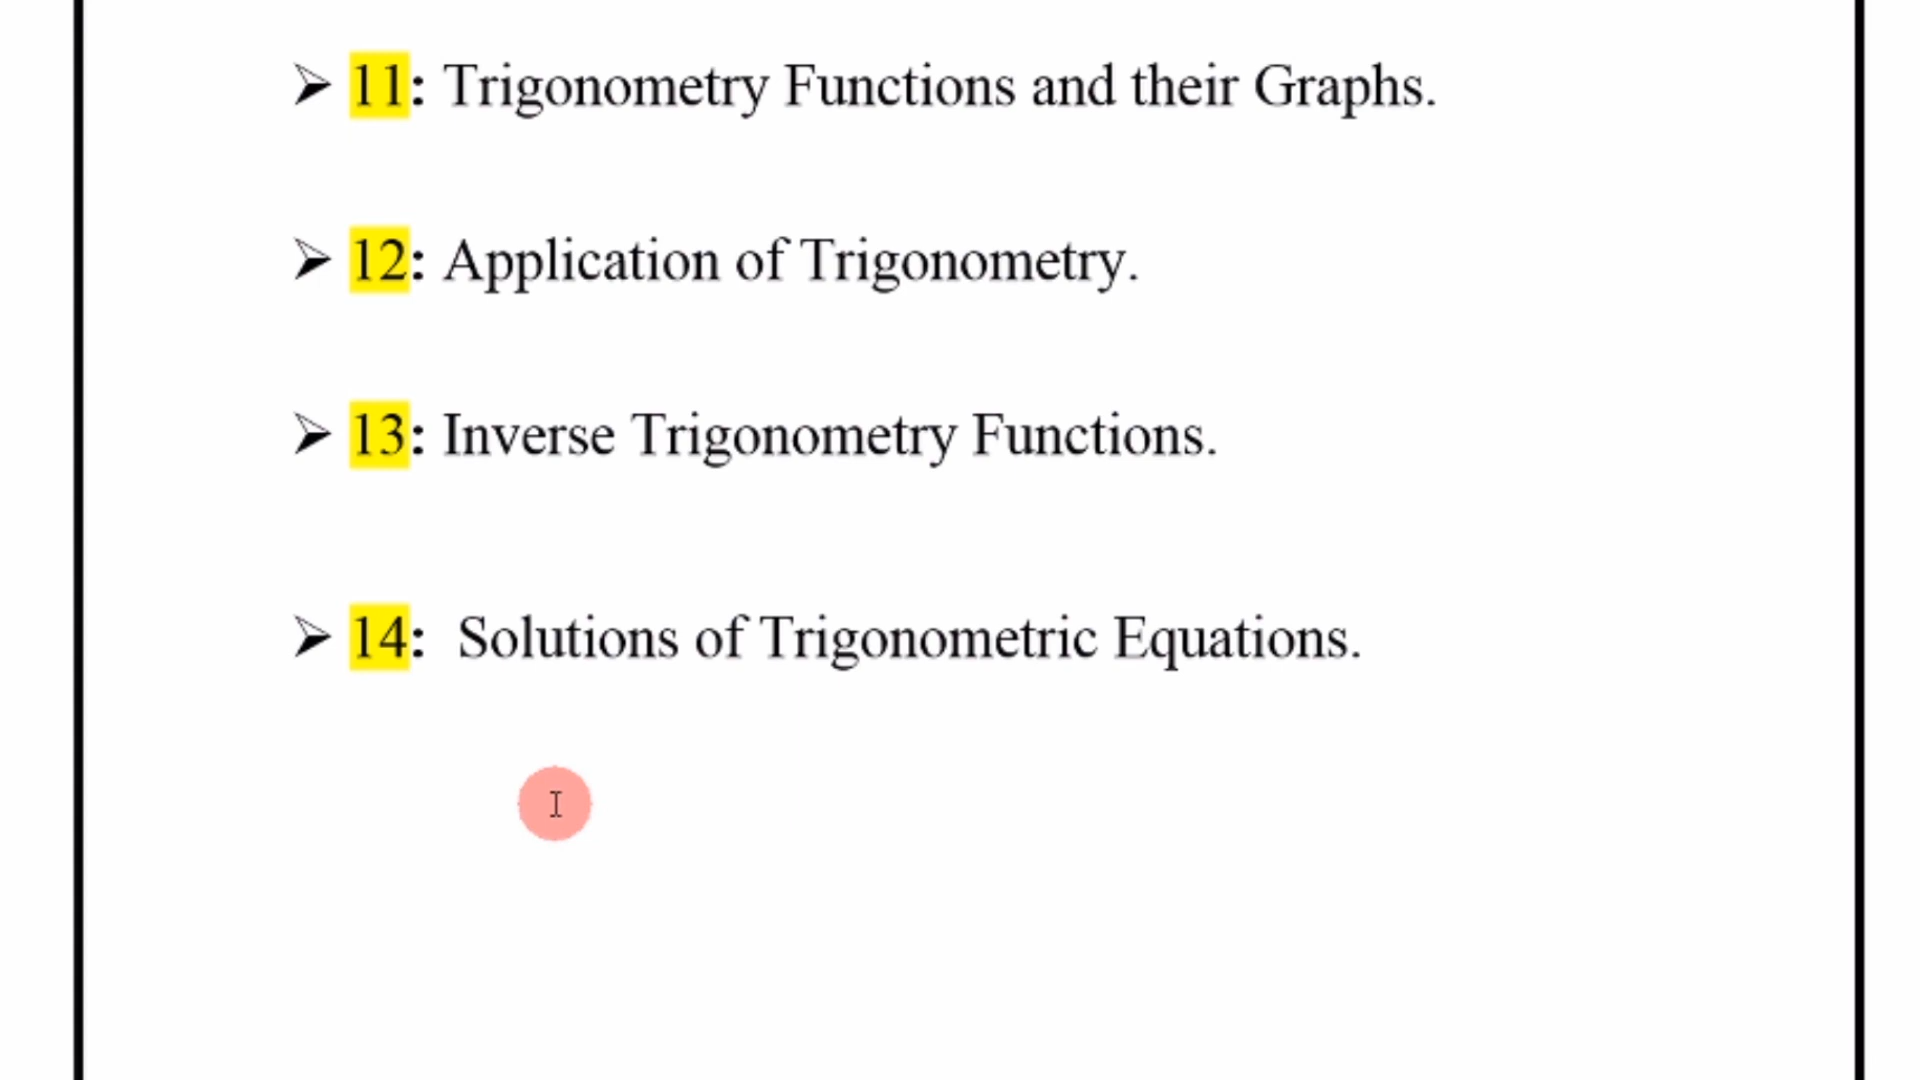 ➢ 11: Trigonometry Functions and their Graphs.
➢ 12: Application of Trigonometry.
➢ 13: Inverse Trigonometry Functions.
➢ 14: Solutions of Trigonometric Equations.